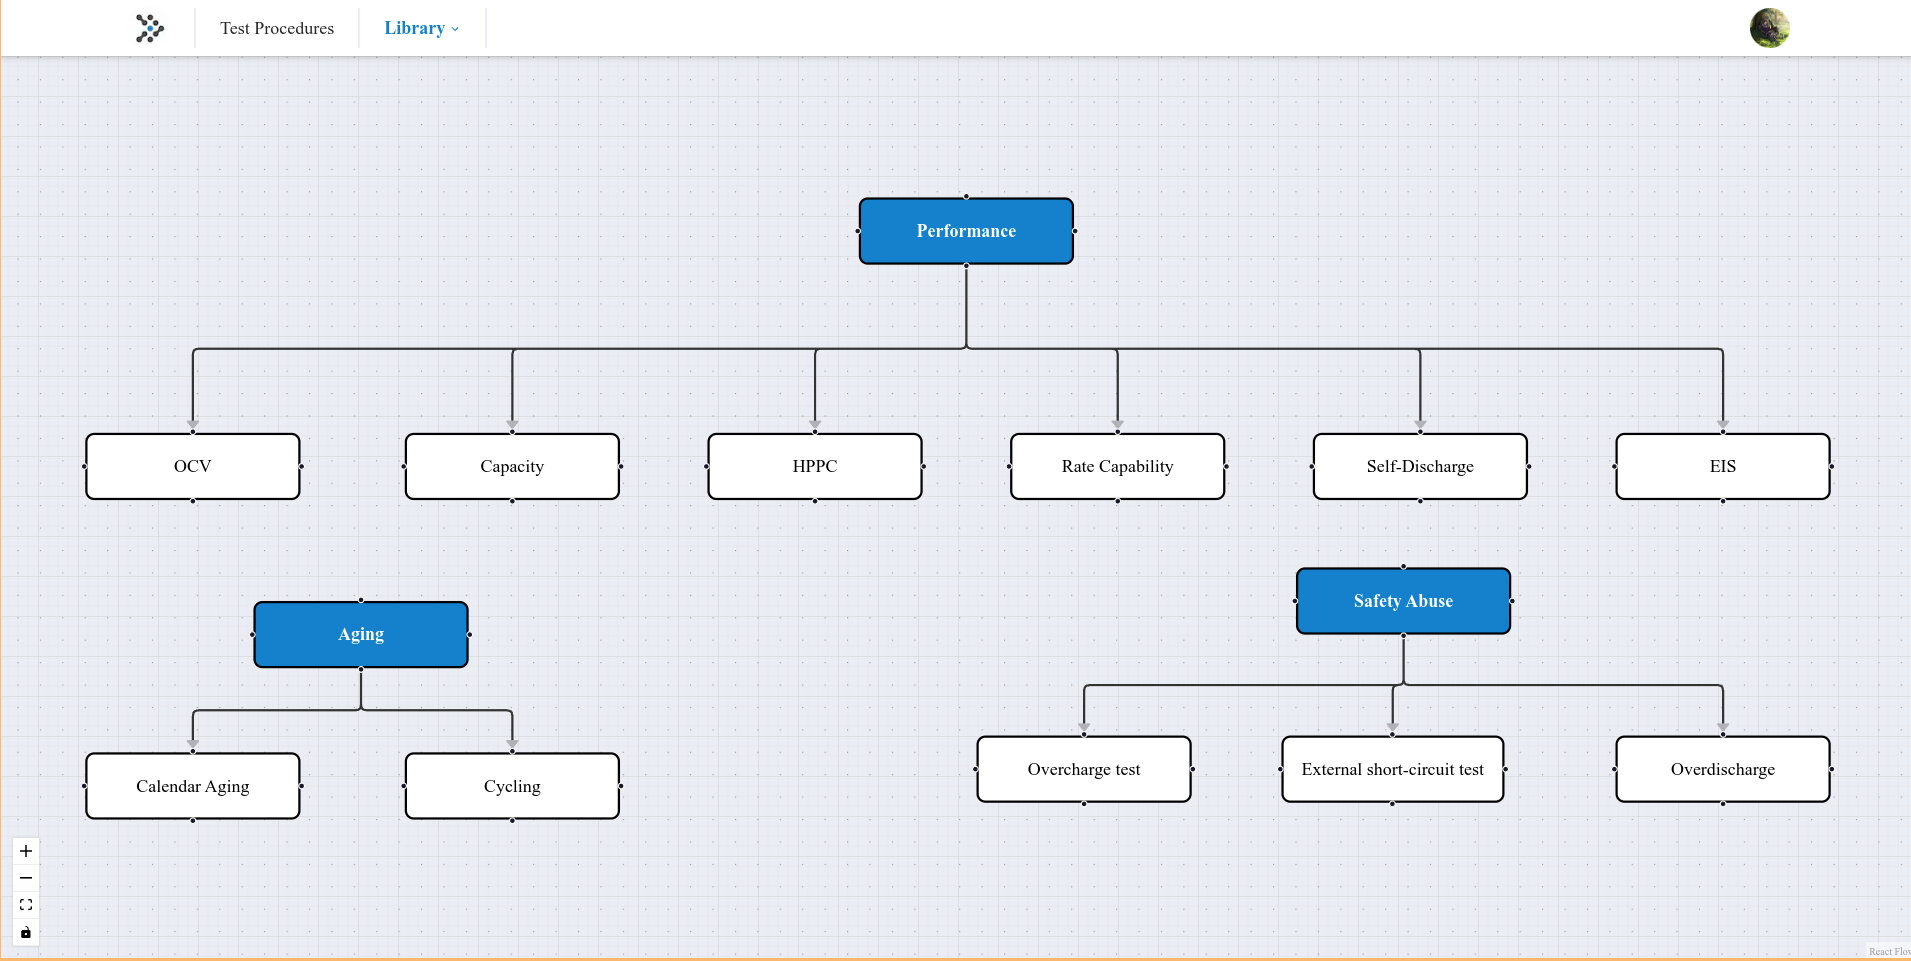 Test Procedures
Library
Performance
OCV
Capacity
HPPC
Rate Capability
Self-Discharge
EIS
Aging
Safety Abuse
Calendar Aging
Cycling
Overcharge test
External short-circuit test
Overdischarge
React Flo